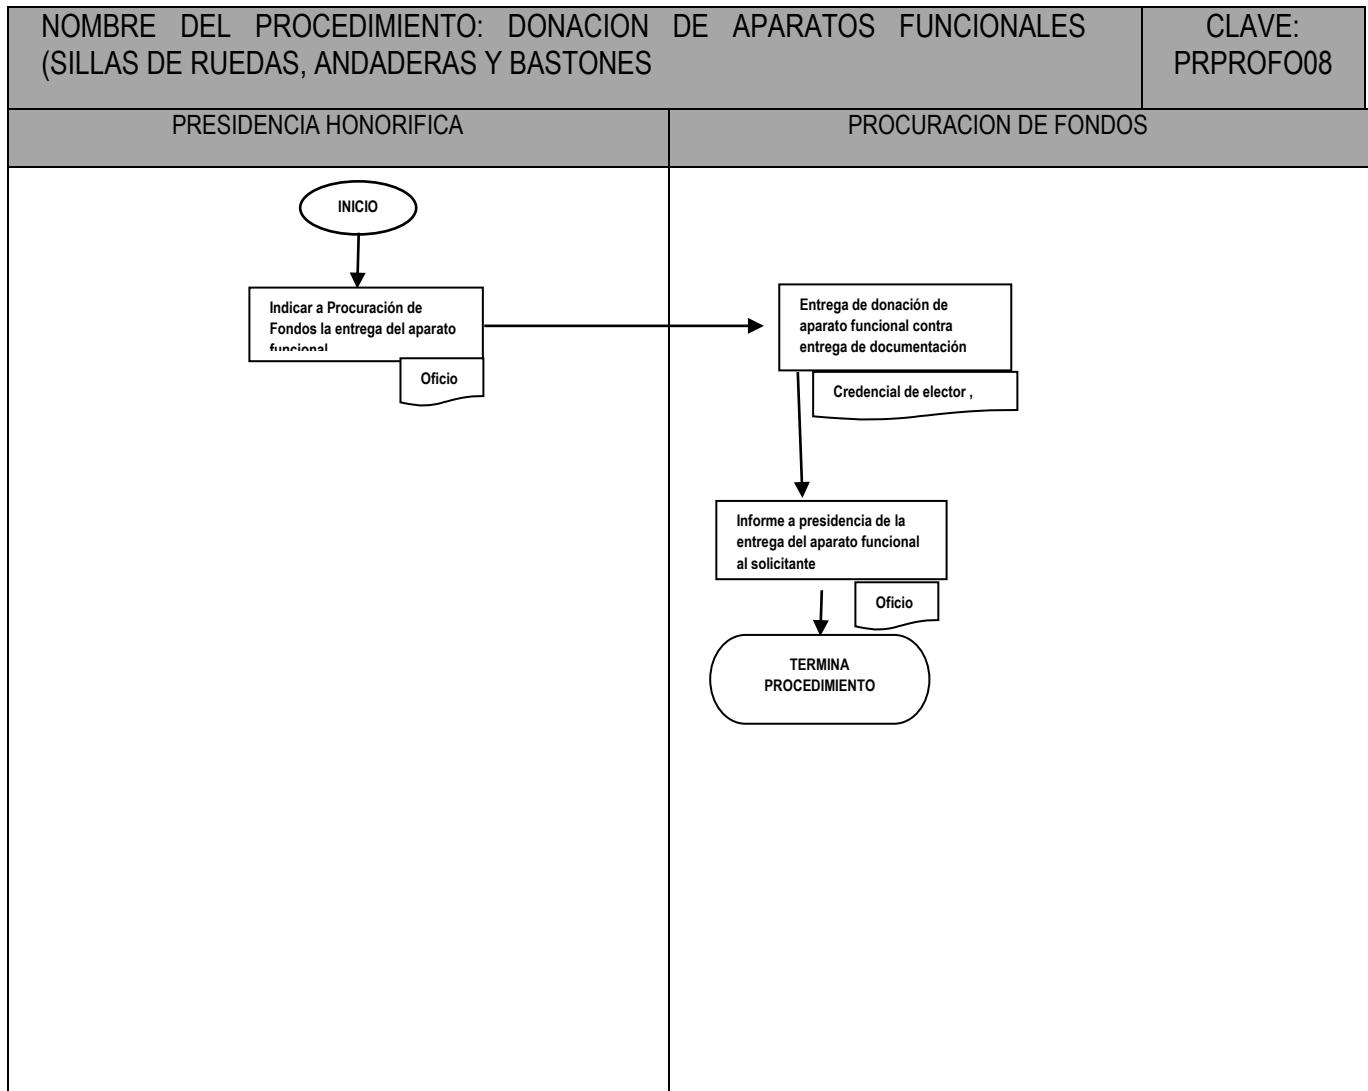 NOMBRE DEL PROCEDIMIENTO: DONACION DE APARATOS FUNCIONALES
(SILLAS DE RUEDAS, ANDADERAS Y BASTONES
CLAVE:
PRPROFO08
PRESIDENCIA HONORIFICA
PROCURACION DE FONDOS
INICIO
Indicar a Procuración de
Fondos la entrega del aparato
funcional
Oficio
Entrega de donación de
aparato funcional contra
entrega de documentación
Credencial de elector ,
Informe a presidencia de la
entrega del aparato funcional
al solicitante
Oficio
TERMINA
PROCEDIMIENTO